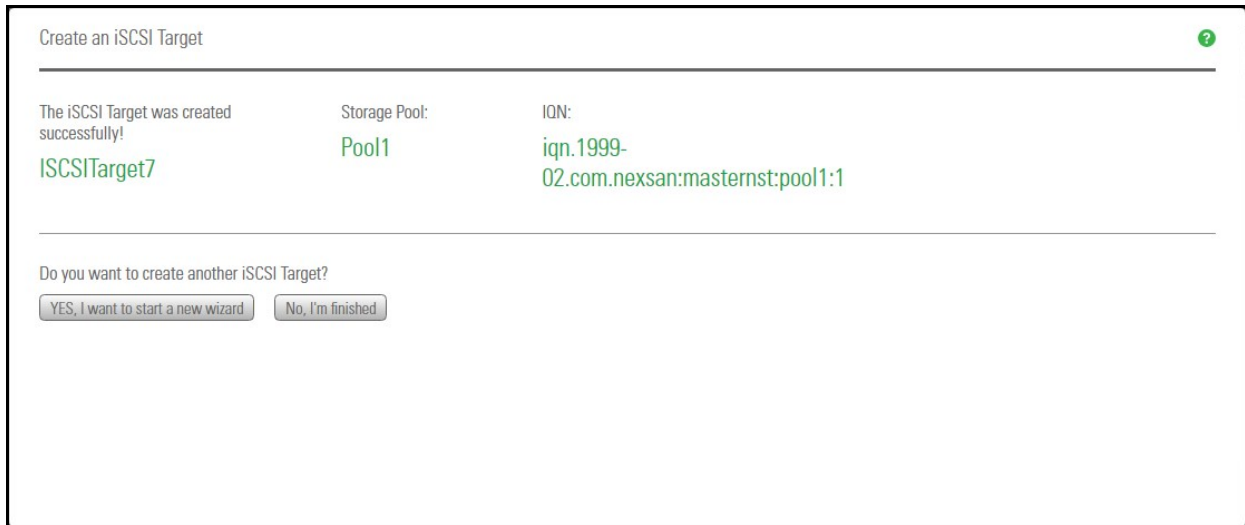 Create an iSCSI Target
?
The iSCSI Target was created
successfully!
ISCSITarget7
Storage Pool:
Pool1
IQN:
iqn.1999-
02.com.nexsan:masternst:pool1:1
Do you want to create another iSCSI Target?
YES, I want to start a new wizard
No, I'm finished